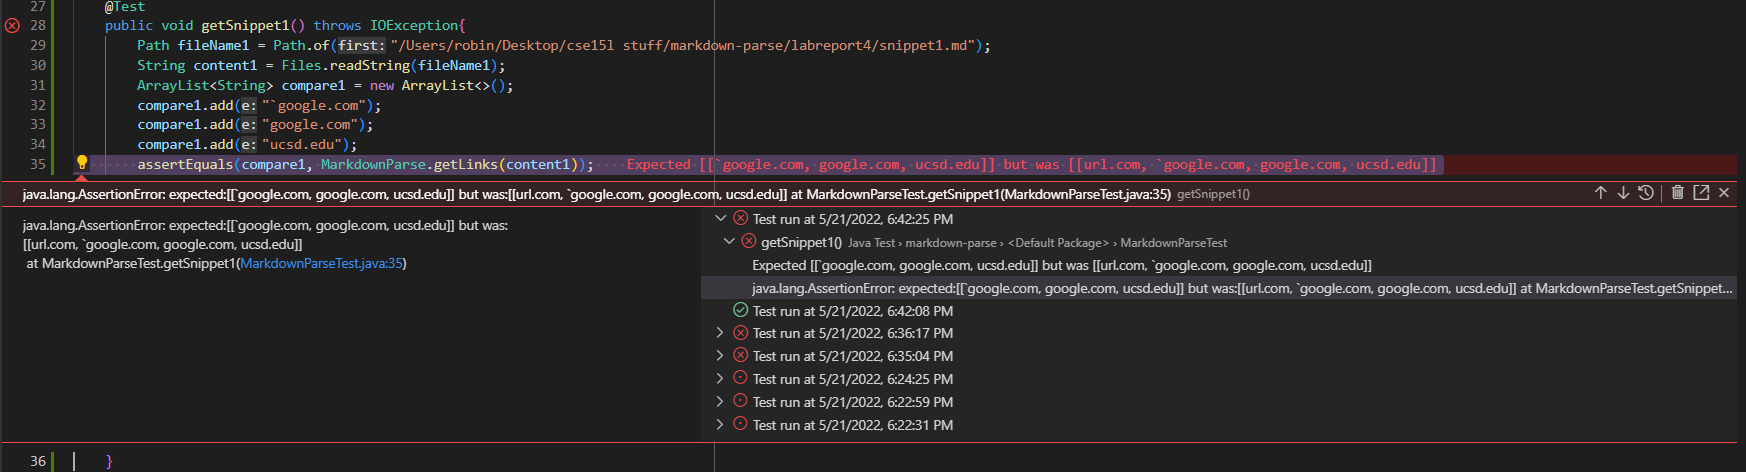 27 @Test
28 public void getSnippet1() throws IOException{
29 Path fileName1 = Path.of(first: "/Users/robin/Desktop/cse15l stuff/markdown-parse/labreport4/snippet1.md");
30 String content1 = Files.readString(fileName1);
31 ArrayList<String> compare1 = new ArrayList<>();
32 compare1.add(e: "`google.com");
33 compare1.add(e: "google.com");
34 compare1.add(e: "ucsd.edu");
35 assertEquals(compare1, MarkdownParse.getLinks(content1)); Expected [[`google.com, google.com, ucsd.edu]] but was [[url.com, `google.com, google.com, ucsd.edu]]
java.lang.AssertionError: expected:[[`google.com, google.com, ucsd.edu]] but was:[[url.com, `google.com, google.com, ucsd.edu]] at MarkdownParseTest.getSnippet1(MarkdownParseTest.java:35) getSnippet1()
java.lang.AssertionError: expected:[[`google.com, google.com, ucsd.edu]] but was:
[[url.com, `google.com, google.com, ucsd.edu]]
at MarkdownParseTest.getSnippet1(MarkdownParseTest.java:35)
Test run at 5/21/2022, 6:42:25 PM
getSnippet1() Java Test › markdown-parse › <Default Package> › MarkdownParseTest
Expected [[`google.com, google.com, ucsd.edu]] but was [[url.com, `google.com, google.com, ucsd.edu]]
java.lang.AssertionError: expected:[[`google.com, google.com, ucsd.edu]] but was:[[url.com, `google.com, google.com, ucsd.edu]] at MarkdownParseTest.getSnippet...
Test run at 5/21/2022, 6:42:08 PM
Test run at 5/21/2022, 6:36:17 PM
Test run at 5/21/2022, 6:35:04 PM
Test run at 5/21/2022, 6:24:25 PM
Test run at 5/21/2022, 6:22:59 PM
Test run at 5/21/2022, 6:22:31 PM
36 }